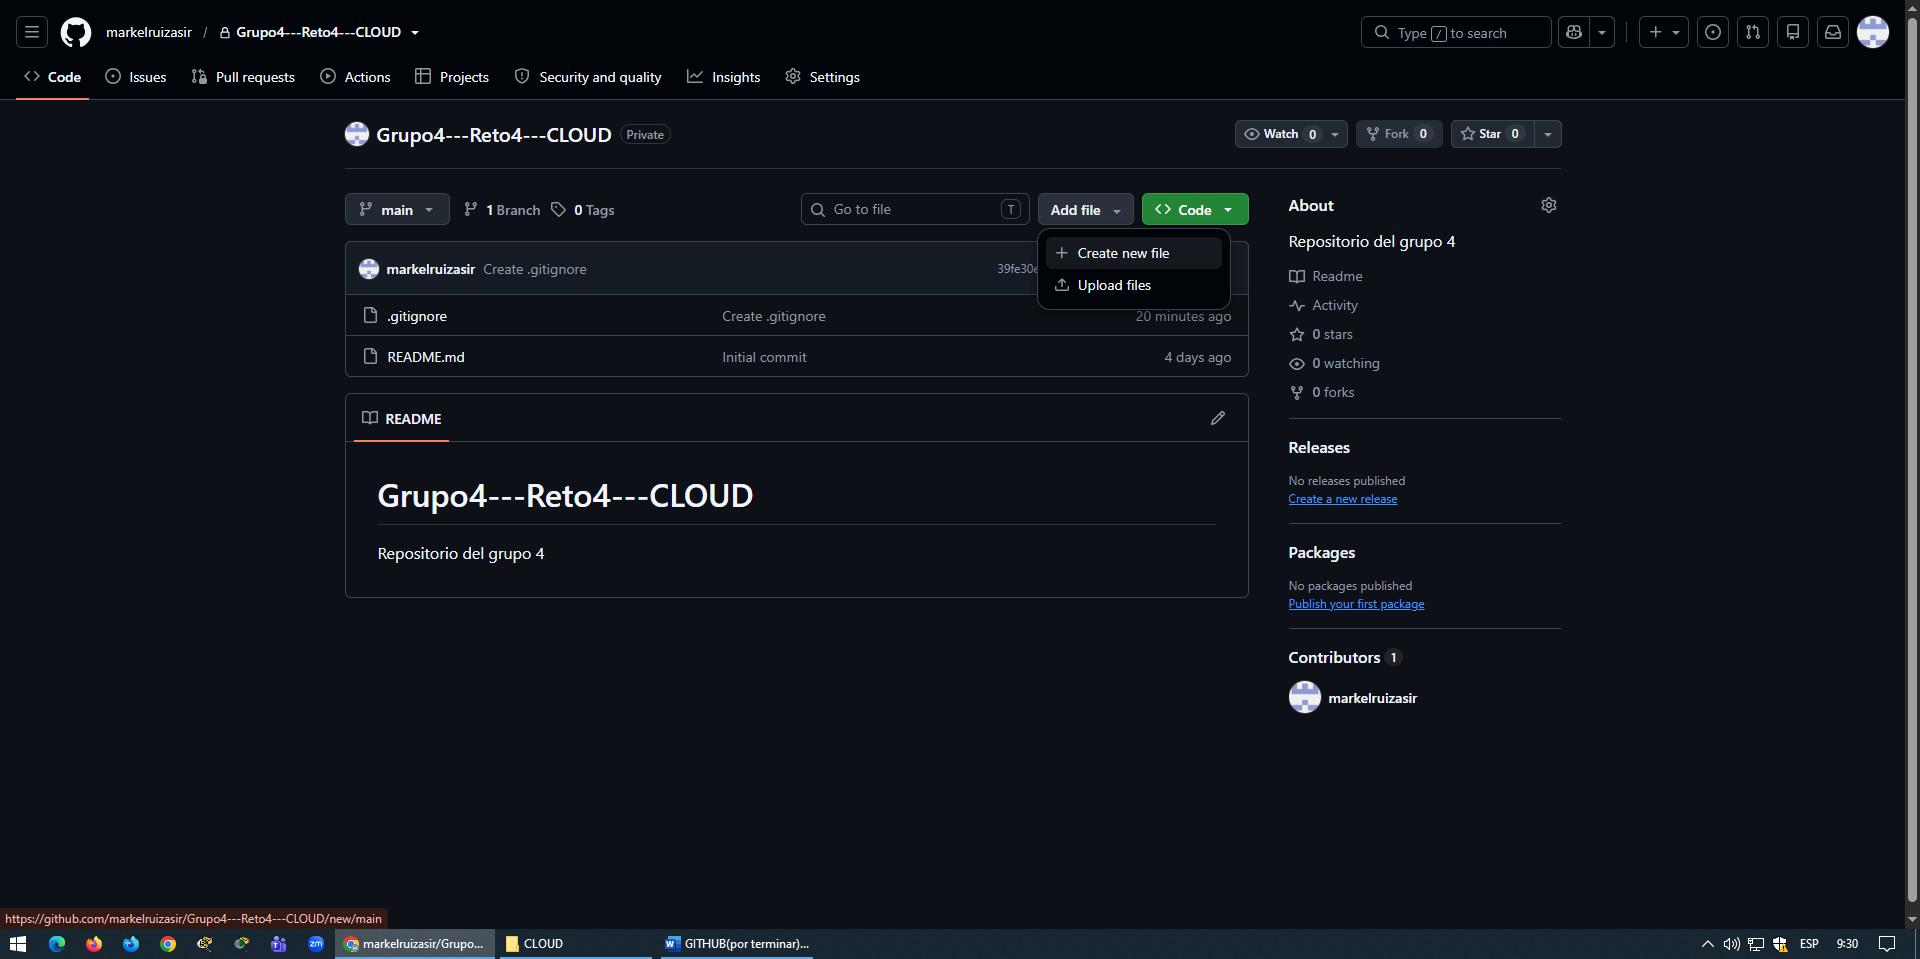 markelruizasir / Grupo4---Reto4---CLOUD
Type / to search
Code
Issues
Pull requests
Actions
Projects
Security and quality
Insights
Settings
Grupo4---Reto4---CLOUD Private
Watch 0
Fork 0
Star 0
main
1 Branch
0 Tags
Go to file T
Add file
Code
Create new file
Upload files
markelruizasir Create .gitignore 39fe30e
.gitignore Create .gitignore 20 minutes ago
README.md Initial commit 4 days ago
README
Grupo4---Reto4---CLOUD
Repositorio del grupo 4
About
Repositorio del grupo 4
Readme
Activity
0 stars
0 watching
0 forks
Releases
No releases published
Create a new release
Packages
No packages published
Publish your first package
Contributors 1
markelruizasir
https://github.com/markelruizasir/Grupo4---Reto4---CLOUD/new/main
zm
markelruizasir/Grupo...
CLOUD
GITHUB(por terminar)...
ESP
9:30